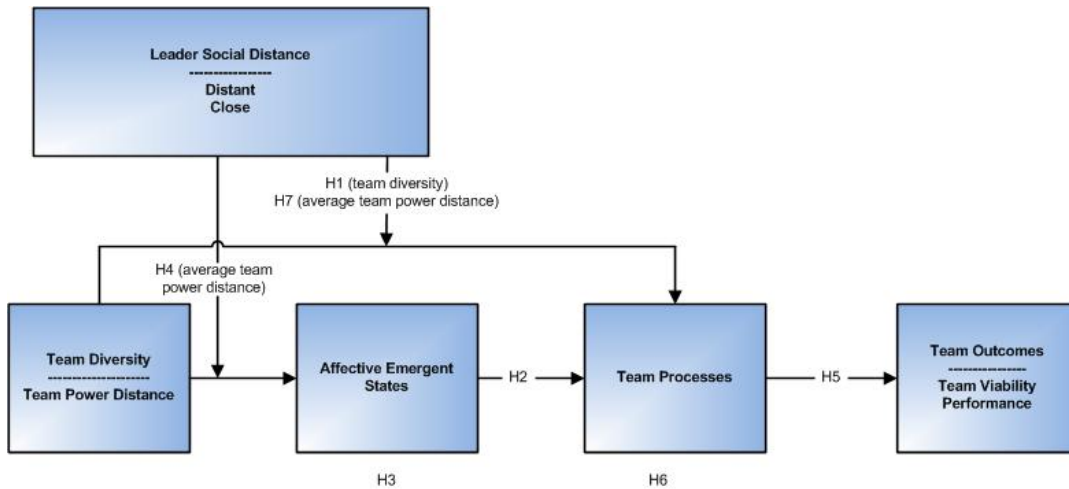 Leader Social Distance
-----------------
Distant
Close
H1 (team diversity)
H7 (average team power distance)
H4 (average team
power distance)
Team Diversity
---------------------
Team Power Distance
Affective Emergent
States
H2
Team Processes
H5
Team Outcomes
----------------
Team Viability
Performance
H3
H6